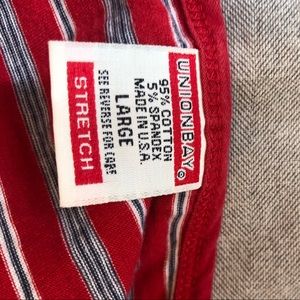 UNIONBAY®
95% COTTON
5% SPANDEX
MADE IN U.S.A.
LARGE
SEE REVERSE FOR CARE
STRETCH